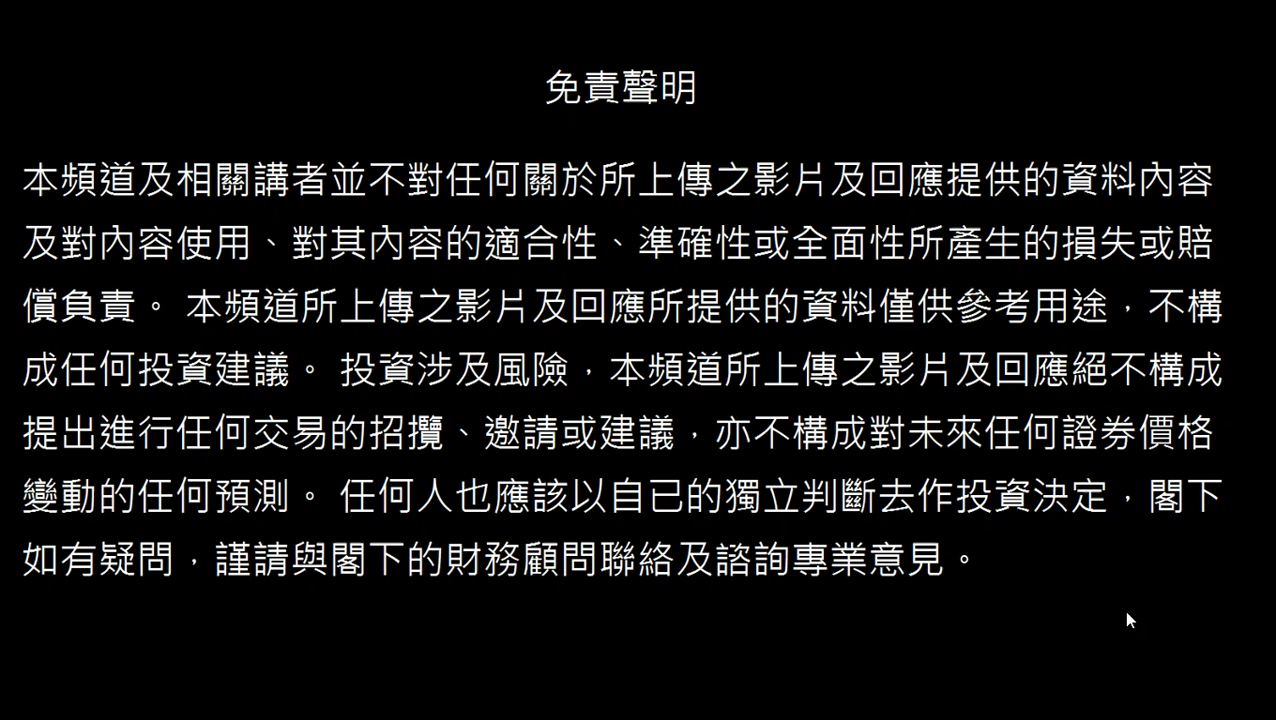 免責聲明
本頻道及相關講者並不對任何關於所上傳之影片及回應提供的資料內容
及對內容使用、對其內容的適合性、準確性或全面性所產生的損失或賠
償負責。 本頻道所上傳之影片及回應所提供的資料僅供參考用途，不構
成任何投資建議。 投資涉及風險，本頻道所上傳之影片及回應絕不構成
提出進行任何交易的招攬、邀請或建議，亦不構成對未來任何證券價格
變動的任何預測。 任何人也應該以自己的獨立判斷去作投資決定，閣下
如有疑問，謹請與閣下的財務顧問聯絡及諮詢專業意見。